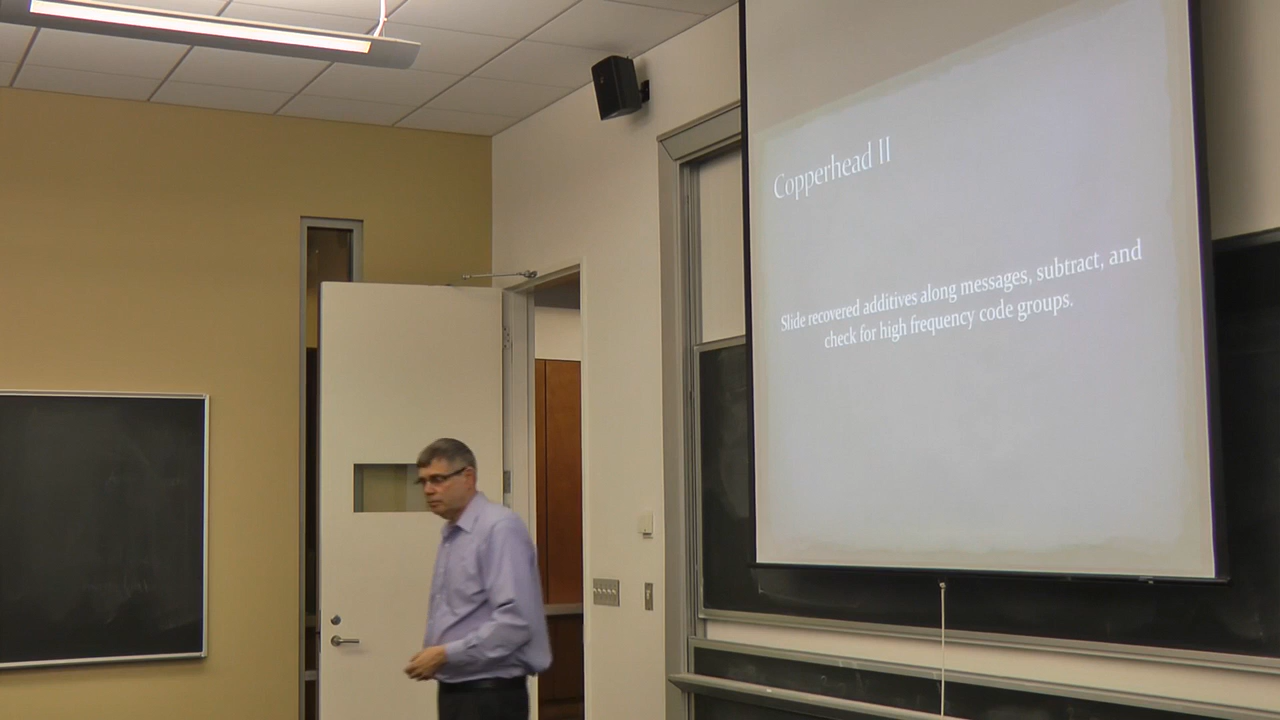 Copperhead II
Slide recovered additives along messages, subtract, and
check for high frequency code groups.